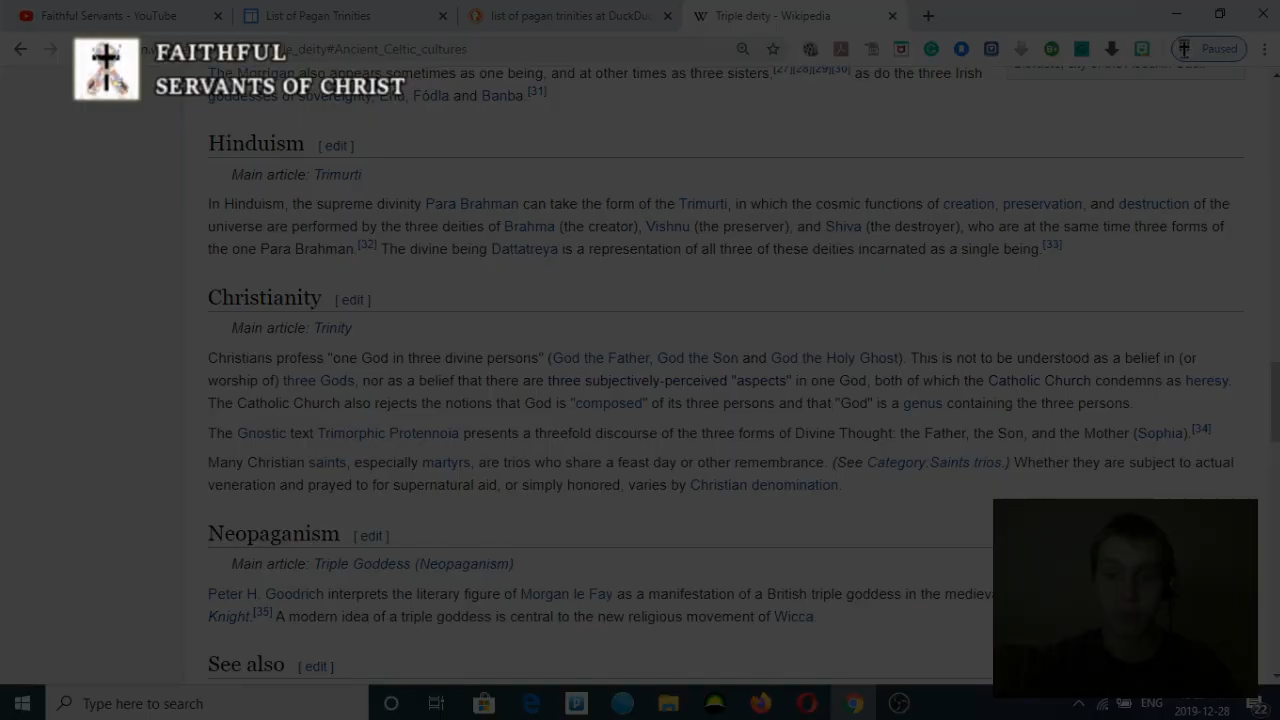 Faithful Servants - YouTube
List of Pagan Trinities
list of pagan trinities at DuckDuc
Triple deity - Wikipedia
_deity#Ancient_Celtic_cultures
Paused
FAITHFUL
SERVANTS OF CHRIST
The Morrígan also appears sometimes as one being, and at other times as three sisters,[27][28][29][30] as do the three Irish
goddesses of sovereignty, Ériu, Fódla and Banba.[31]
Hinduism [ edit ]
Main article: Trimurti
In Hinduism, the supreme divinity Para Brahman can take the form of the Trimurti, in which the cosmic functions of creation, preservation, and destruction of the
universe are performed by the three deities of Brahma (the creator), Vishnu (the preserver), and Shiva (the destroyer), who are at the same time three forms of
the one Para Brahman.[32] The divine being Dattatreya is a representation of all three of these deities incarnated as a single being.[33]
Christianity [ edit ]
Main article: Trinity
Christians profess "one God in three divine persons" (God the Father, God the Son and God the Holy Ghost). This is not to be understood as a belief in (or
worship of) three Gods, nor as a belief that there are three subjectively-perceived "aspects" in one God, both of which the Catholic Church condemns as heresy.
The Catholic Church also rejects the notions that God is "composed" of its three persons and that "God" is a genus containing the three persons.
The Gnostic text Trimorphic Protennoia presents a threefold discourse of the three forms of Divine Thought: the Father, the Son, and the Mother (Sophia).[34]
Many Christian saints, especially martyrs, are trios who share a feast day or other remembrance. (See Category:Saints trios.) Whether they are subject to actual
veneration and prayed to for supernatural aid, or simply honored, varies by Christian denomination.
Neopaganism [ edit ]
Main article: Triple Goddess (Neopaganism)
Peter H. Goodrich interprets the literary figure of Morgan le Fay as a manifestation of a British triple goddess in the medieva
Knight.[35] A modern idea of a triple goddess is central to the new religious movement of Wicca.
See also [ edit ]
Type here to search
ENG
2019-12-28
22